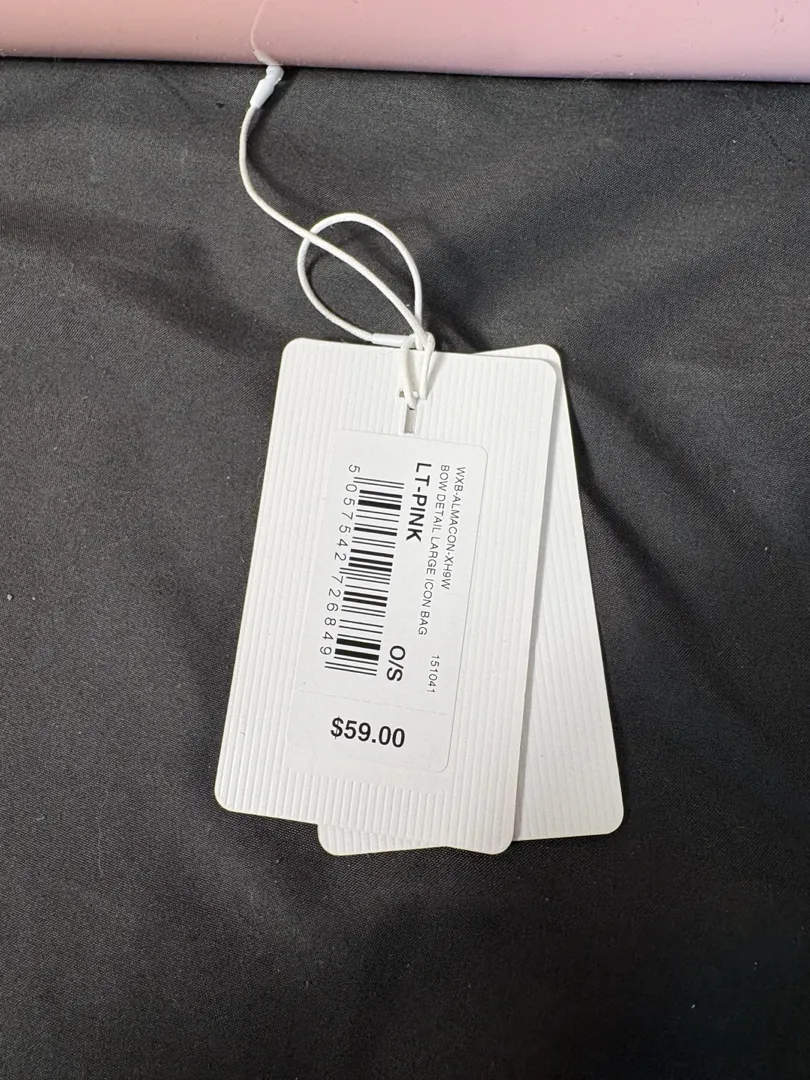 WXB-ALMACON-XH9W
BOW DETAIL LARGE ICON BAG
151041
LT-PINK
O/S
5 057542 726849
$59.00